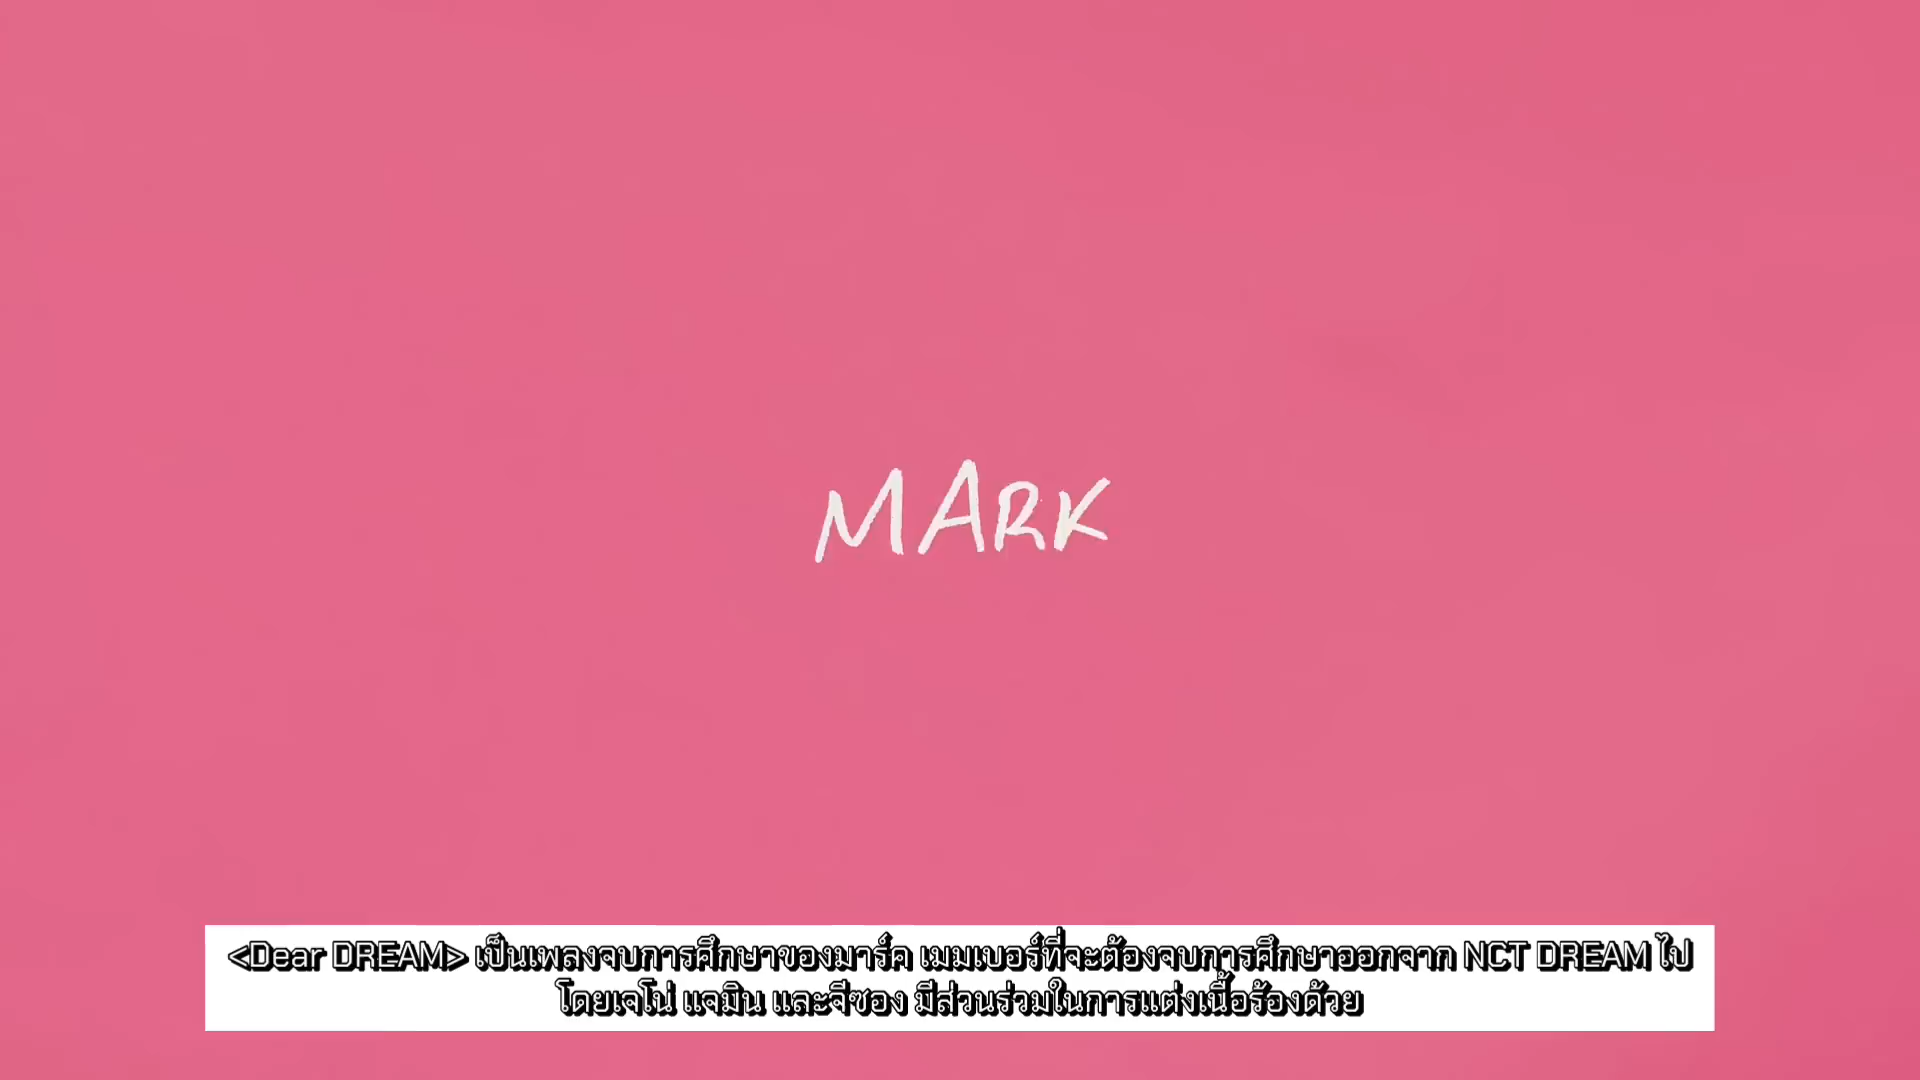 MARK
<Dear DREAM> เป็นเพลงจบการศึกษาของมาร์ค เมมเบอร์ที่จะต้องจบการศึกษาออกจาก NCT DREAM ไป
โดยเจโน่ แจมิน และจีซอง มีส่วนร่วมในการแต่งเนื้อร้องด้วย